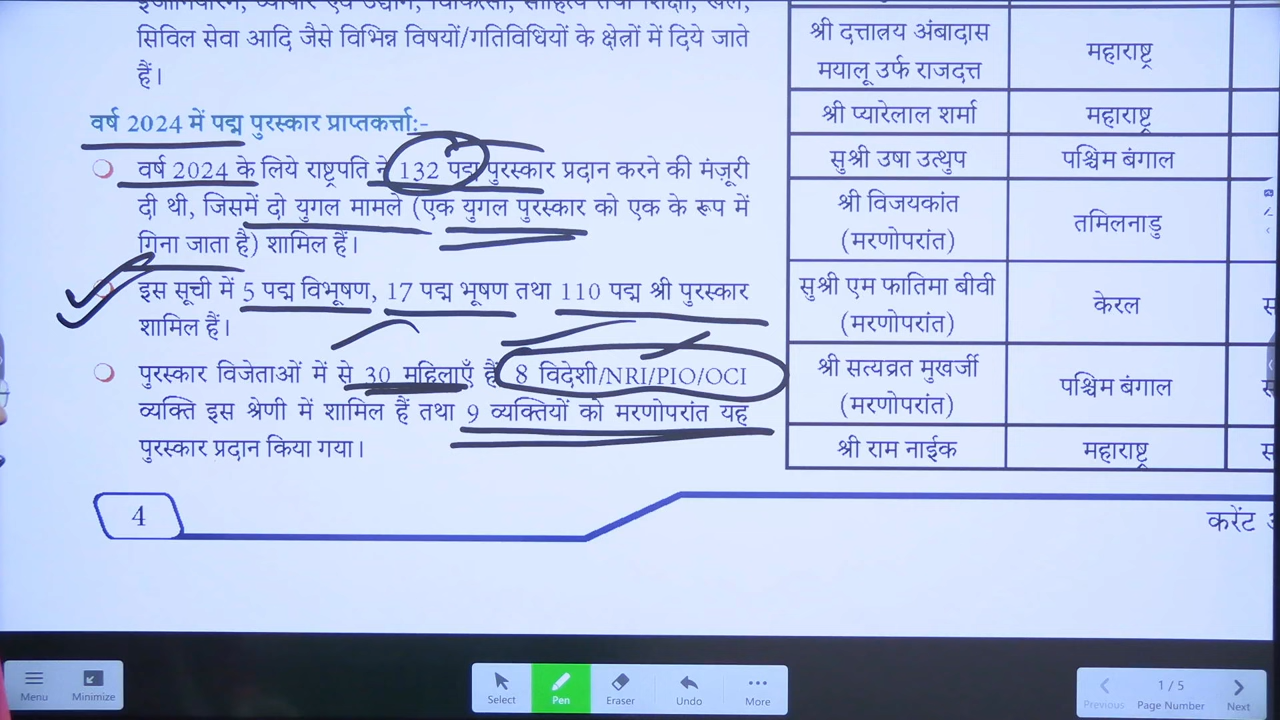 इंजीनियरिंग, व्यापार एवं उद्योग, चिकित्सा, साहित्य तथा शिक्षा, खेल,
सिविल सेवा आदि जैसे विभिन्न विषयों/गतिविधियों के क्षेत्रों में दिये जाते
हैं।
वर्ष 2024 में पद्म पुरस्कार प्राप्तकर्त्ता:-
वर्ष 2024 के लिये राष्ट्रपति ने 132 पद्म पुरस्कार प्रदान करने की मंज़ूरी
दी थी, जिसमें दो युगल मामले (एक युगल पुरस्कार को एक के रूप में
गिना जाता है) शामिल हैं।
इस सूची में 5 पद्म विभूषण, 17 पद्म भूषण तथा 110 पद्म श्री पुरस्कार
शामिल हैं।
पुरस्कार विजेताओं में से 30 महिलाएँ हैं 8 विदेशी/NRI/PIO/OCI
व्यक्ति इस श्रेणी में शामिल हैं तथा 9 व्यक्तियों को मरणोपरांत यह
पुरस्कार प्रदान किया गया।
4
श्री दत्तात्रय अंबादास
मयालू उर्फ राजदत्त
महाराष्ट्र
श्री प्यारेलाल शर्मा
महाराष्ट्र
सुश्री उषा उत्थुप
पश्चिम बंगाल
श्री विजयकांत
(मरणोपरांत)
तमिलनाडु
सुश्री एम फातिमा बीवी
(मरणोपरांत)
केरल
श्री सत्यव्रत मुखर्जी
(मरणोपरांत)
पश्चिम बंगाल
श्री राम नाईक
महाराष्ट्र
करेंट
Menu
Minimize
Select
Pen
Eraser
Undo
More
Previous
1 / 5
Page Number
Next